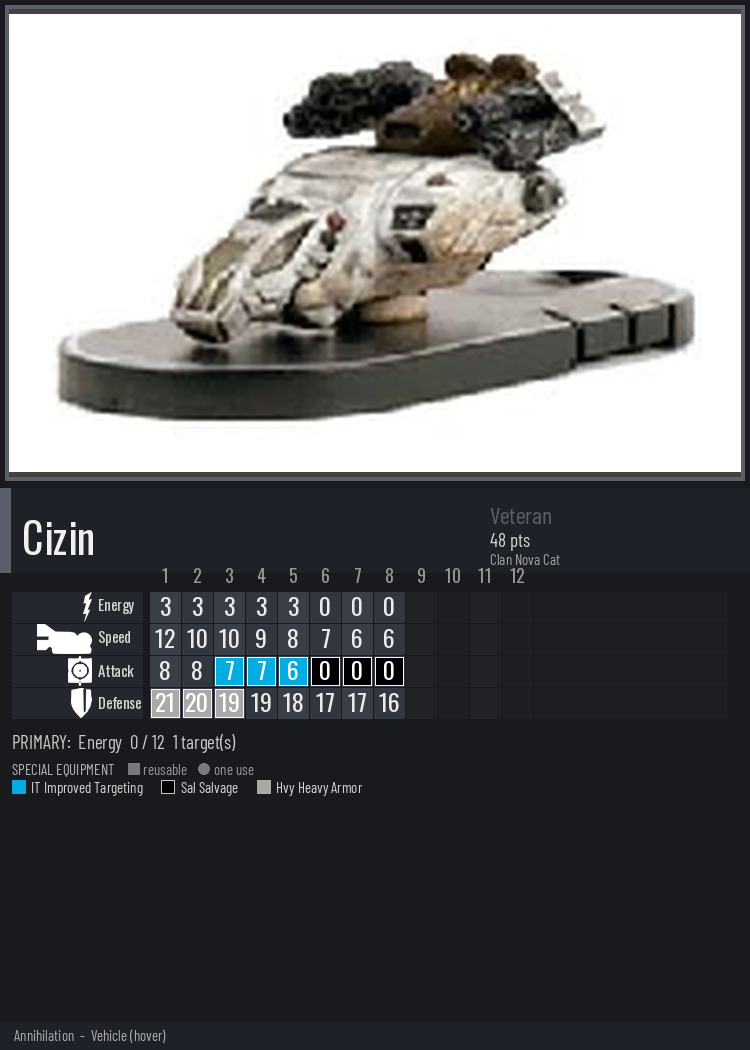 Cizin
Veteran
48 pts
Clan Nova Cat
1 2 3 4 5 6 7 8 9 10 11 12
Energy 3 3 3 3 3 0 0 0
Speed 12 10 10 9 8 7 6 6
Attack 8 8 7 7 6 0 0 0
Defense 21 20 19 19 18 17 17 16
PRIMARY: Energy 0 / 12 1 target(s)
SPECIAL EQUIPMENT reusable one use
IT Improved Targeting Sal Salvage Hvy Heavy Armor
Annihilation - Vehicle (hover)